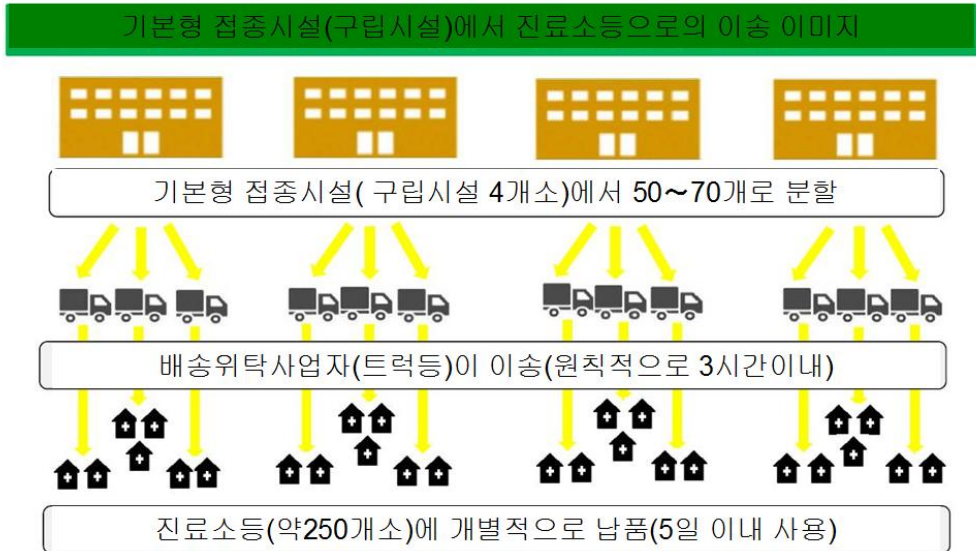 기본형 접종시설(구립시설)에서 진료소등으로의 이송 이미지
기본형 접종시설( 구립시설 4개소)에서 50～70개로 분할
배송위탁사업자(트럭등)이 이송(원칙적으로 3시간이내)
진료소등(약250개소)에 개별적으로 납품(5일 이내 사용)